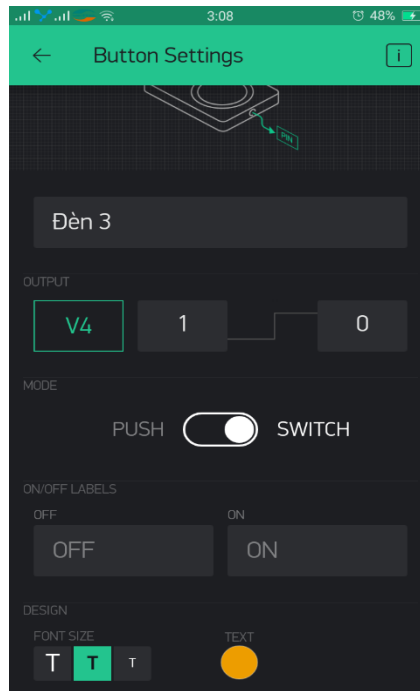 3:08 48%
Button Settings i
PIN
Đèn 3
OUTPUT
V4 1 0
MODE
PUSH SWITCH
ON/OFF LABELS
OFF ON
OFF ON
DESIGN
FONT SIZE TEXT
T T T